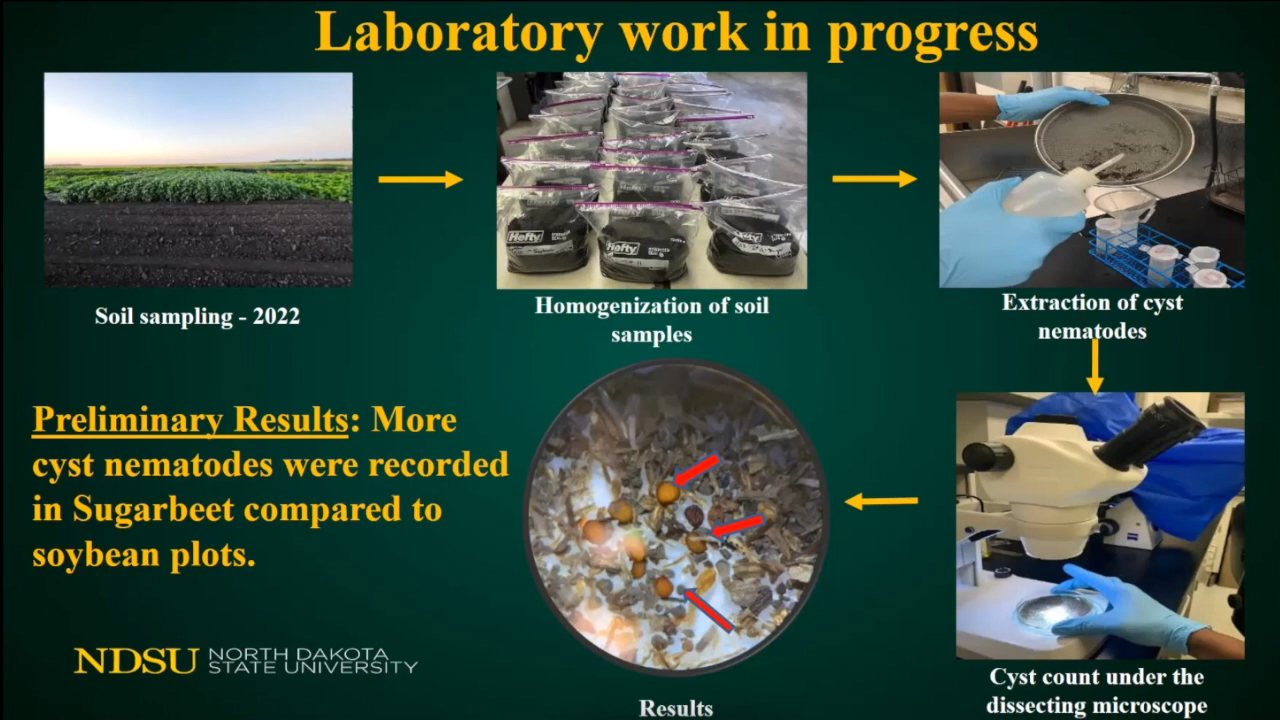 Laboratory work in progress
Hefty
Hefty
Soil sampling - 2022
Homogenization of soil
samples
Extraction of cyst
nematodes
Preliminary Results: More
cyst nematodes were recorded
in Sugarbeet compared to
soybean plots.
NDSU NORTH DAKOTA
STATE UNIVERSITY
Results
Cyst count under the
dissecting microscope